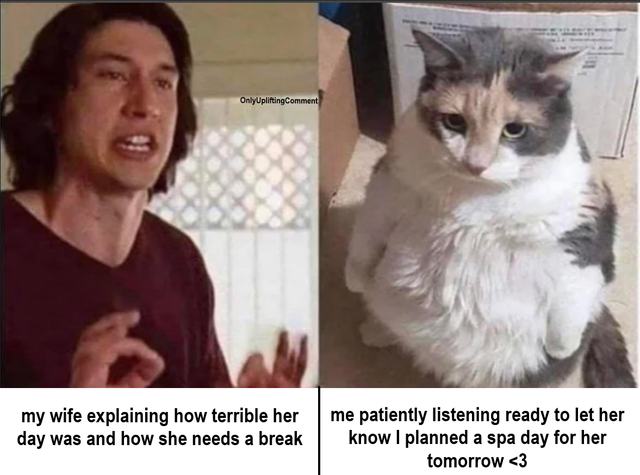 OnlyUpliftingComment
my wife explaining how terrible her
day was and how she needs a break
me patiently listening ready to let her
know I planned a spa day for her
tomorrow <3